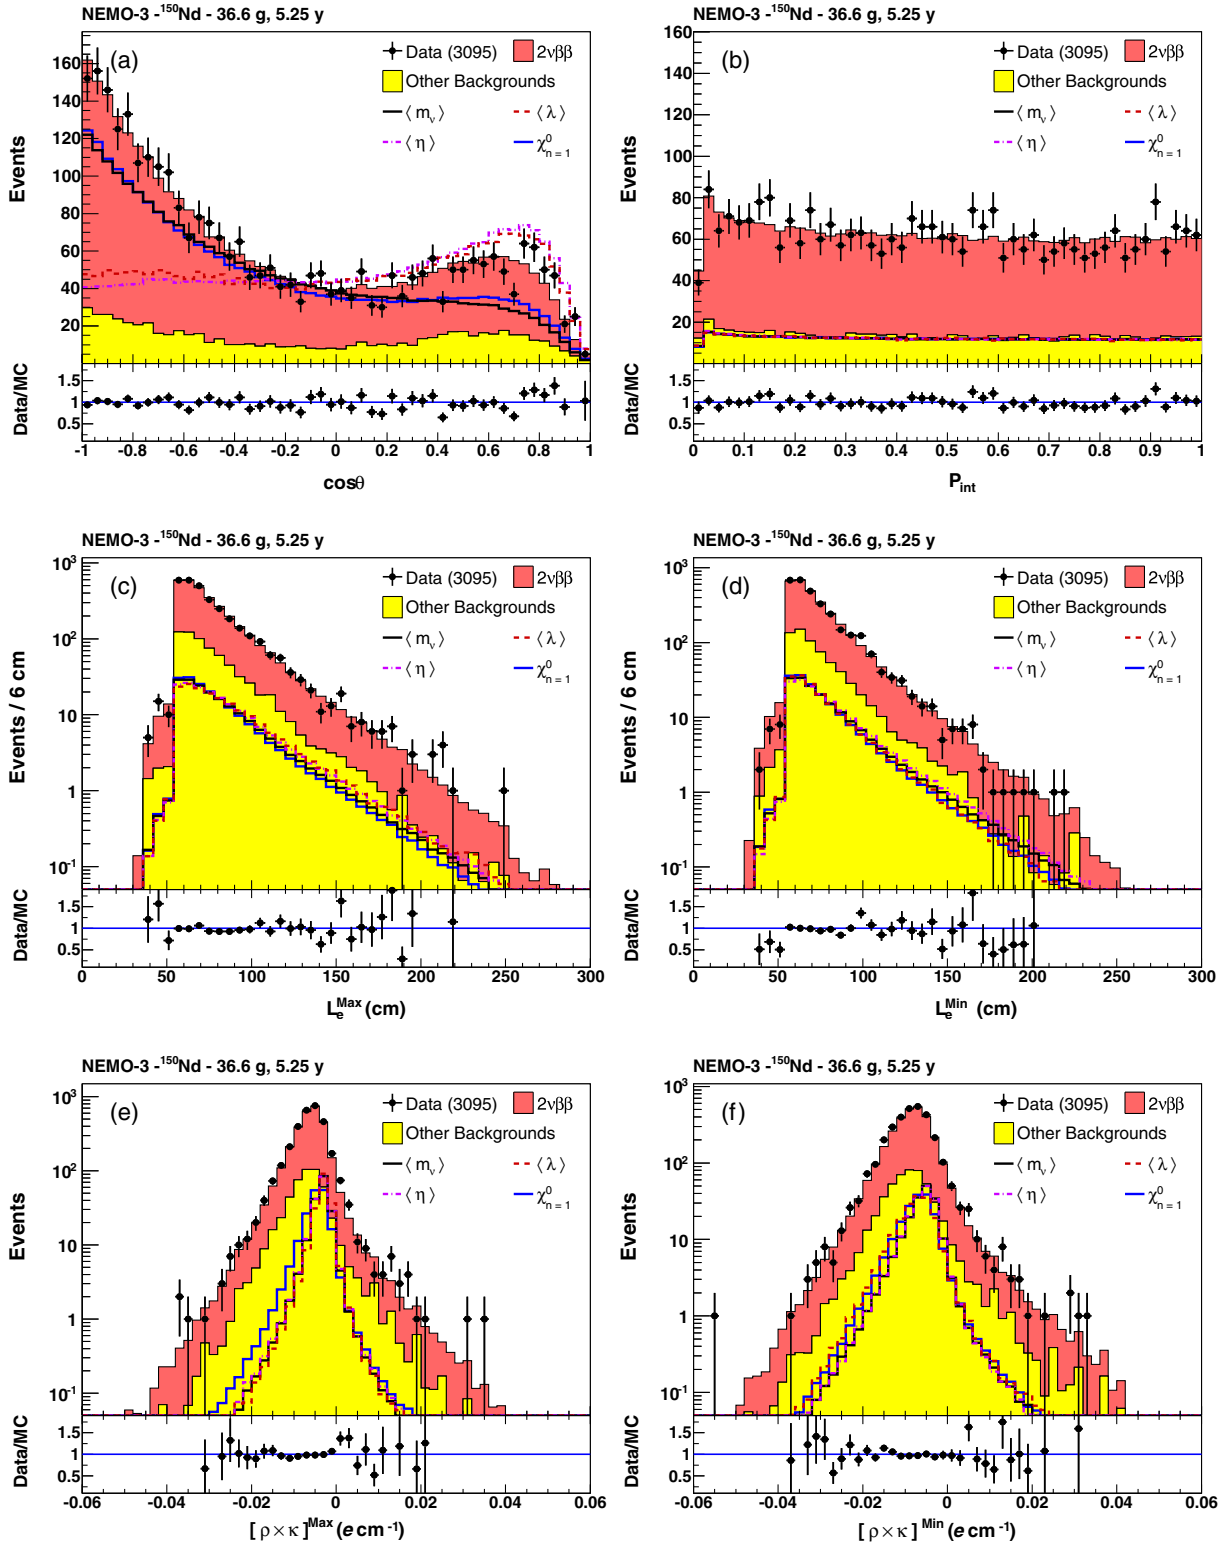 NEMO-3 -¹⁵⁰Nd - 36.6 g, 5.25 y
(a)
Data (3095)
2νββ
Other Backgrounds
⟨ m_ν ⟩
⟨ λ ⟩
⟨ η ⟩
χ⁰ₙ ₌ ₁
Events
160
140
120
100
80
60
40
20
Data/MC
1.5
1
0.5
-1 -0.8 -0.6 -0.4 -0.2 0 0.2 0.4 0.6 0.8 1
cosθ
NEMO-3 -¹⁵⁰Nd - 36.6 g, 5.25 y
(b)
Data (3095)
2νββ
Other Backgrounds
⟨ m_ν ⟩
⟨ λ ⟩
⟨ η ⟩
χ⁰ₙ ₌ ₁
Events
160
140
120
100
80
60
40
20
Data/MC
1.5
1
0.5
0 0.1 0.2 0.3 0.4 0.5 0.6 0.7 0.8 0.9 1
P_int
NEMO-3 -¹⁵⁰Nd - 36.6 g, 5.25 y
(c)
Data (3095)
2νββ
Other Backgrounds
⟨ m_ν ⟩
⟨ λ ⟩
⟨ η ⟩
χ⁰ₙ ₌ ₁
Events / 6 cm
10³
10²
10
1
10⁻¹
Data/MC
1.5
1
0.5
0 50 100 150 200 250 300
L_e^Max (cm)
NEMO-3 -¹⁵⁰Nd - 36.6 g, 5.25 y
(d)
Data (3095)
2νββ
Other Backgrounds
⟨ m_ν ⟩
⟨ λ ⟩
⟨ η ⟩
χ⁰ₙ ₌ ₁
Events / 6 cm
10³
10²
10
1
10⁻¹
Data/MC
1.5
1
0.5
0 50 100 150 200 250 300
L_e^Min (cm)
NEMO-3 -¹⁵⁰Nd - 36.6 g, 5.25 y
(e)
Data (3095)
2νββ
Other Backgrounds
⟨ m_ν ⟩
⟨ λ ⟩
⟨ η ⟩
χ⁰ₙ ₌ ₁
Events
10³
10²
10
1
10⁻¹
Data/MC
1.5
1
0.5
-0.06 -0.04 -0.02 0 0.02 0.04 0.06
[ ρ × κ ]^Max (e cm⁻¹)
NEMO-3 -¹⁵⁰Nd - 36.6 g, 5.25 y
(f)
Data (3095)
2νββ
Other Backgrounds
⟨ m_ν ⟩
⟨ λ ⟩
⟨ η ⟩
χ⁰ₙ ₌ ₁
Events
10³
10²
10
1
10⁻¹
Data/MC
1.5
1
0.5
-0.06 -0.04 -0.02 0 0.02 0.04 0.06
[ ρ × κ ]^Min (e cm⁻¹)